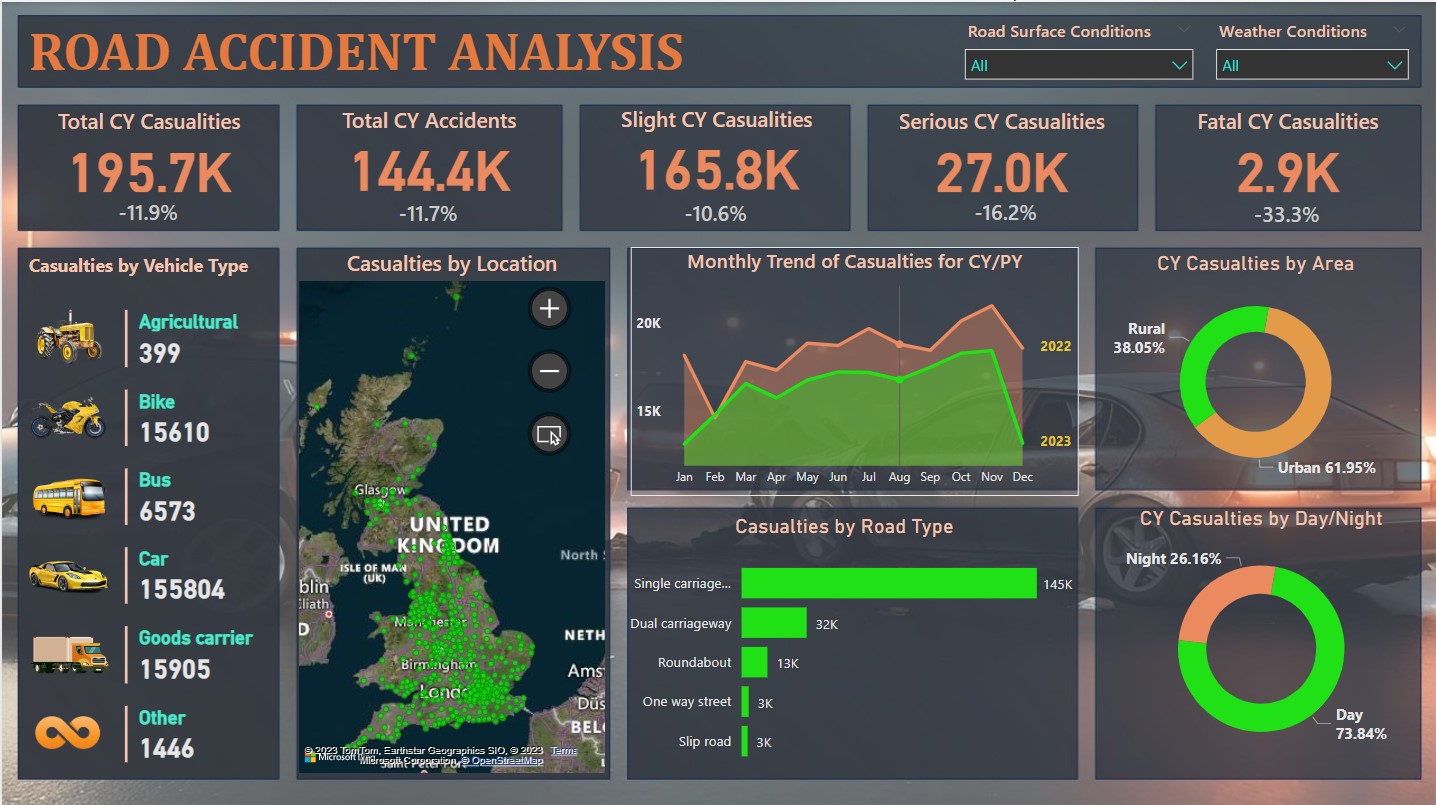 ROAD ACCIDENT ANALYSIS
Road Surface Conditions
All
Weather Conditions
All
Total CY Casualities
195.7K
-11.9%
Total CY Accidents
144.4K
-11.7%
Slight CY Casualities
165.8K
-10.6%
Serious CY Casualities
27.0K
-16.2%
Fatal CY Casualities
2.9K
-33.3%
Casualties by Vehicle Type
Agricultural
399
Bike
15610
Bus
6573
Car
155804
Goods carrier
15905
Other
1446
Casualties by Location
Glasgow
UNITED
KINGDOM
North
ISLE OF MAN
(UK)
blin
Cliath
D
Manchester
NETH
Birmingham
Ams
Londo
Düs
BEL
© 2023 TomTom, Earthstar Geographics SIO, © 2023 Terms
Microsoft Corporation, © OpenStreetMap
Saint Peter Port
Monthly Trend of Casualties for CY/PY
20K
15K
2022
2023
Jan Feb Mar Apr May Jun Jul Aug Sep Oct Nov Dec
Casualties by Road Type
Single carriage... 145K
Dual carriageway 32K
Roundabout 13K
One way street 3K
Slip road 3K
CY Casualties by Area
Rural
38.05%
Urban 61.95%
CY Casualties by Day/Night
Night 26.16%
Day
73.84%